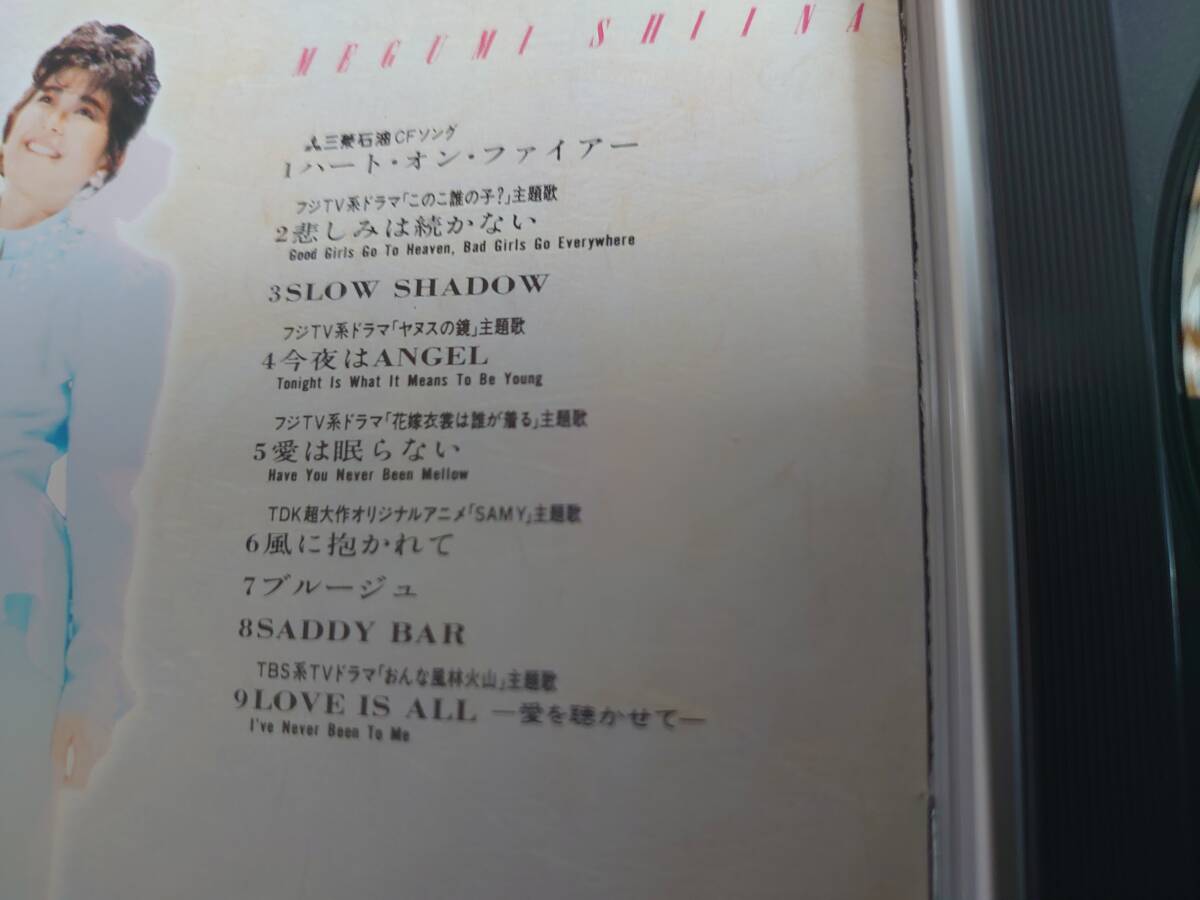 MEGUMI SHIINA
三菱石油CFソング
1ハート・オン・ファイアー
フジTV系ドラマ「このこ誰の子?」主題歌
2悲しみは続かない
Good Girls Go To Heaven, Bad Girls Go Everywhere
3SLOW SHADOW
フジTV系ドラマ「ヤヌスの鏡」主題歌
4今夜はANGEL
Tonight Is What It Means To Be Young
フジTV系ドラマ「花嫁衣裳は誰が着る」主題歌
5愛は眠らない
Have You Never Been Mellow
TDK超大作オリジナルアニメ「SAMY」主題歌
6風に抱かれて
7ブルージュ
8SADDY BAR
TBS系TVドラマ「おんな風林火山」主題歌
9LOVE IS ALL —愛を聴かせて—
I've Never Been To Me